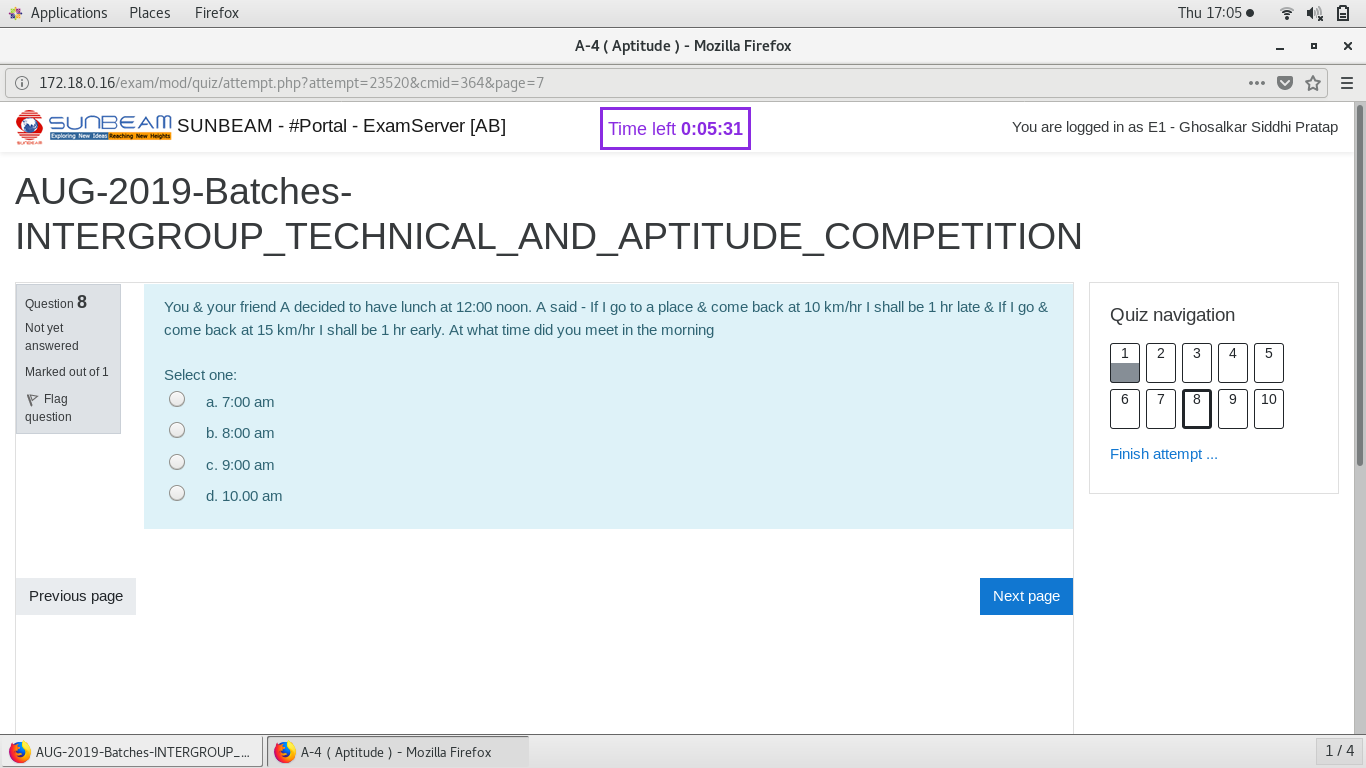 Applications Places Firefox Thu 17:05
A-4 ( Aptitude ) - Mozilla Firefox
172.18.0.16/exam/mod/quiz/attempt.php?attempt=23520&cmid=364&page=7
SUNBEAM
Exploring New Ideas Reaching New Heights
SUNBEAM
SUNBEAM - #Portal - ExamServer [AB]
Time left 0:05:31
You are logged in as E1 - Ghosalkar Siddhi Pratap
AUG-2019-Batches-
INTERGROUP_TECHNICAL_AND_APTITUDE_COMPETITION
Question 8
Not yet
answered
Marked out of 1
Flag
question
You & your friend A decided to have lunch at 12:00 noon. A said - If I go to a place & come back at 10 km/hr I shall be 1 hr late & If I go &
come back at 15 km/hr I shall be 1 hr early. At what time did you meet in the morning
Select one:
a. 7:00 am
b. 8:00 am
c. 9:00 am
d. 10.00 am
Previous page
Next page
Quiz navigation
1 2 3 4 5
6 7 8 9 10
Finish attempt ...
AUG-2019-Batches-INTERGROUP_... A-4 ( Aptitude ) - Mozilla Firefox 1 / 4